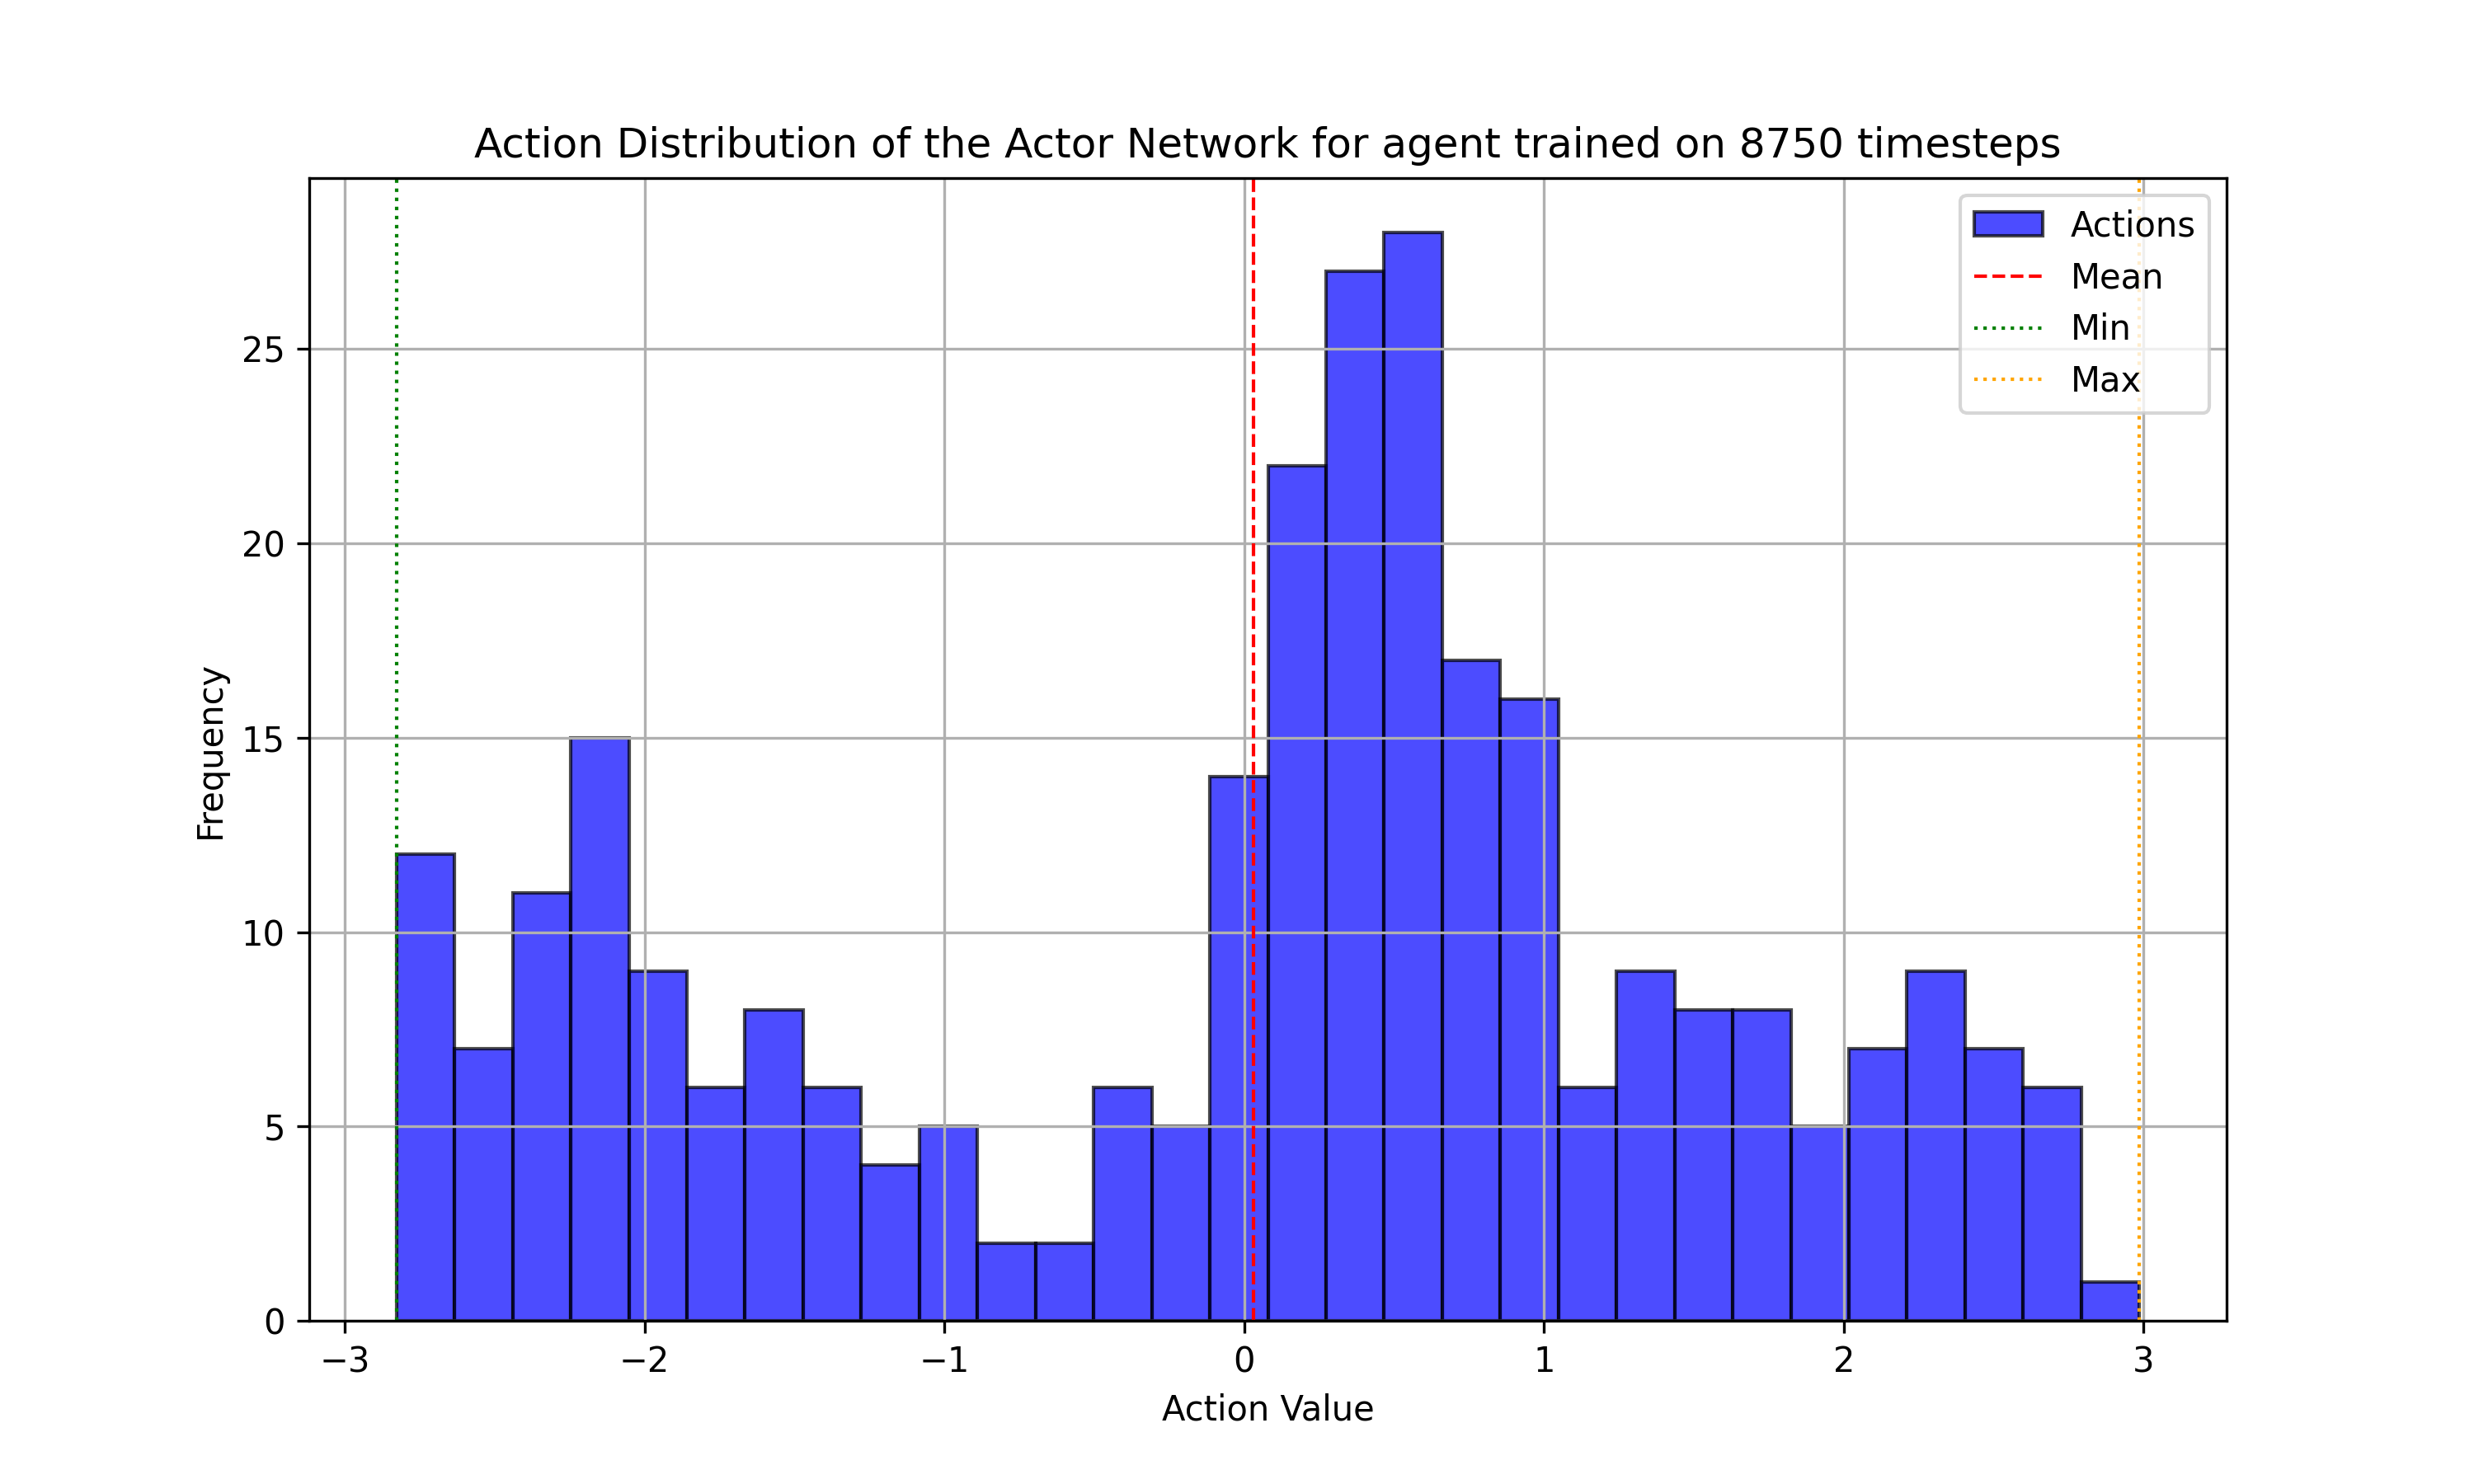 Action Distribution of the Actor Network for agent trained on 8750 timesteps
Actions
Mean
Min
Max
Frequency
25
20
15
10
5
0
−3 −2 −1 0 1 2 3
Action Value